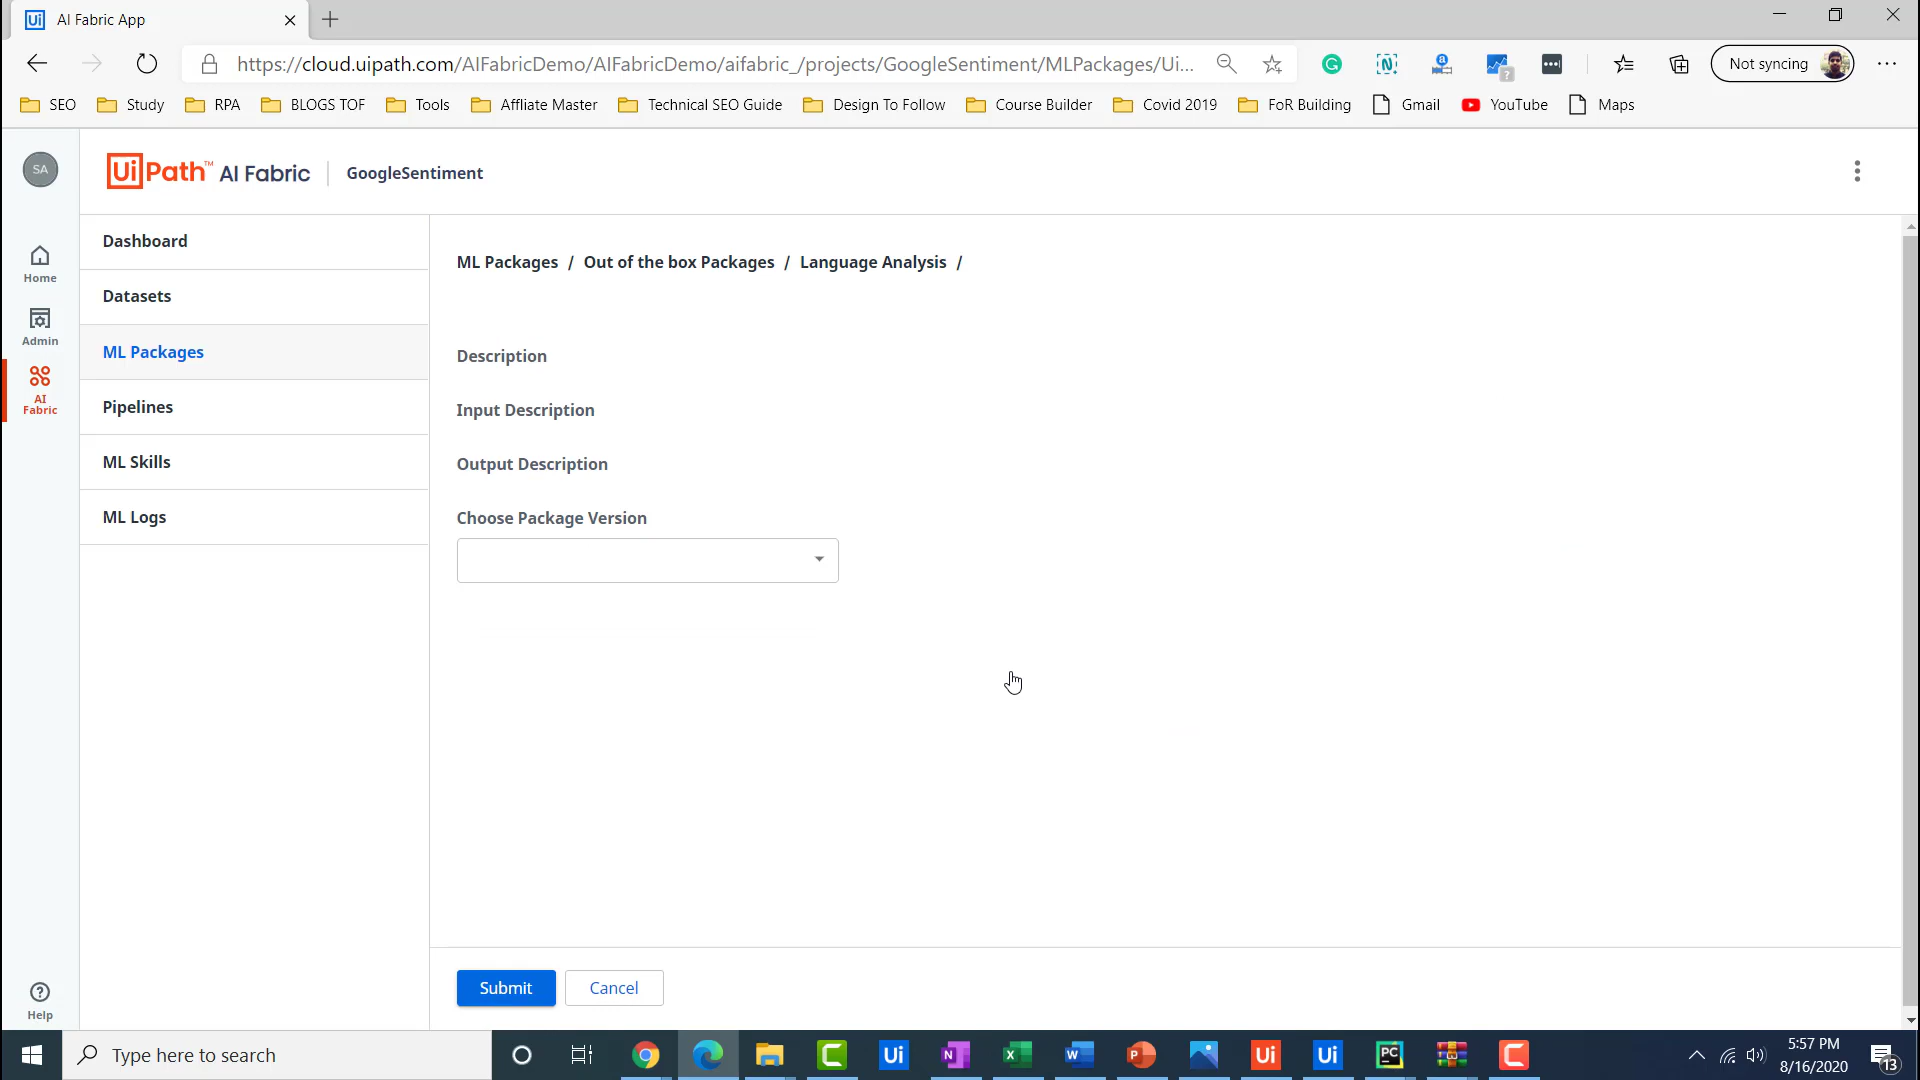 AI Fabric App
https://cloud.uipath.com/AIFabricDemo/AIFabricDemo/aifabric_/projects/GoogleSentiment/MLPackages/Ui...
Not syncing
SEO Study RPA BLOGS TOF Tools Affliate Master Technical SEO Guide Design To Follow Course Builder Covid 2019 FoR Building Gmail YouTube Maps
SA
UiPath™ AI Fabric GoogleSentiment
Home
Admin
AI
Fabric
Help
Dashboard
Datasets
ML Packages
Pipelines
ML Skills
ML Logs
ML Packages / Out of the box Packages / Language Analysis /
Description
Input Description
Output Description
Choose Package Version
Submit Cancel
Type here to search
5:57 PM
8/16/2020
13